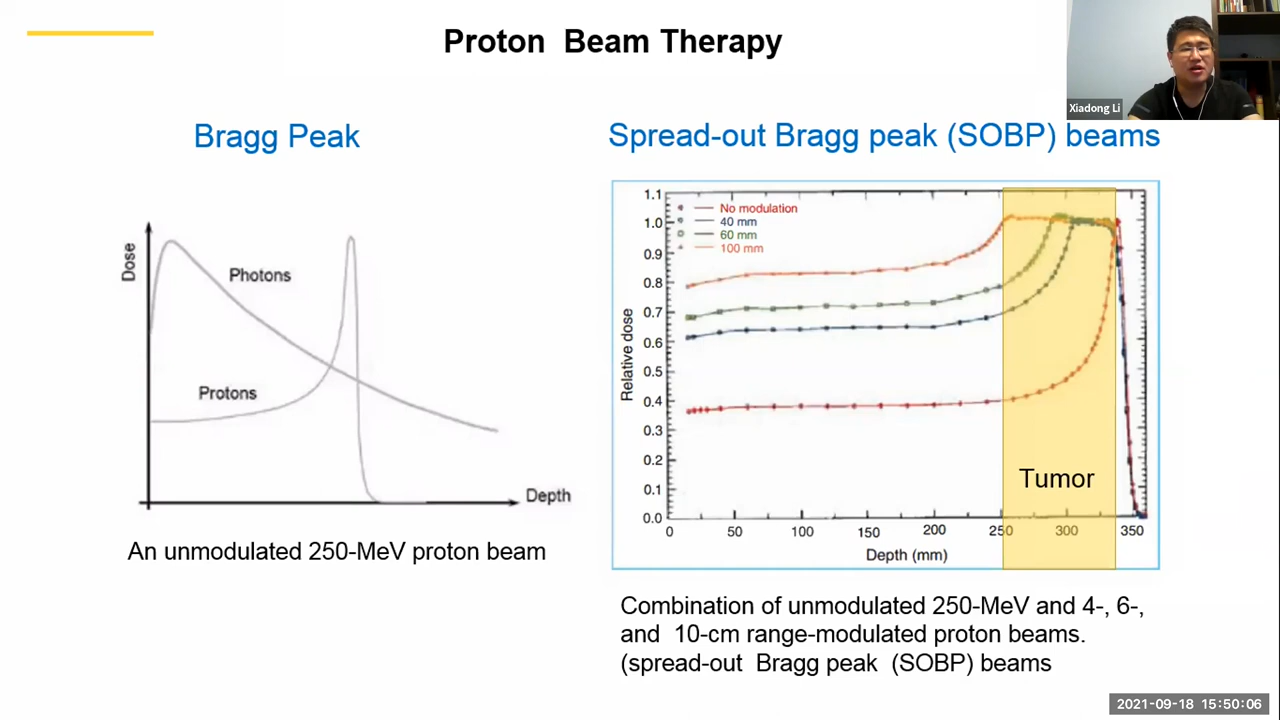 Proton Beam Therapy
Xiadong Li
Bragg Peak
Spread-out Bragg peak (SOBP) beams
Dose
Photons
Protons
Depth
An unmodulated 250-MeV proton beam
1.1
1.0
0.9
0.8
0.7
0.6
0.5
0.4
0.3
0.2
0.1
0.0
Relative dose
No modulation
40 mm
60 mm
100 mm
Tumor
0 50 100 150 200 250 300 350
Depth (mm)
Combination of unmodulated 250-MeV and 4-, 6-,
and 10-cm range-modulated proton beams.
(spread-out Bragg peak (SOBP) beams
2021-09-18 15:50:06